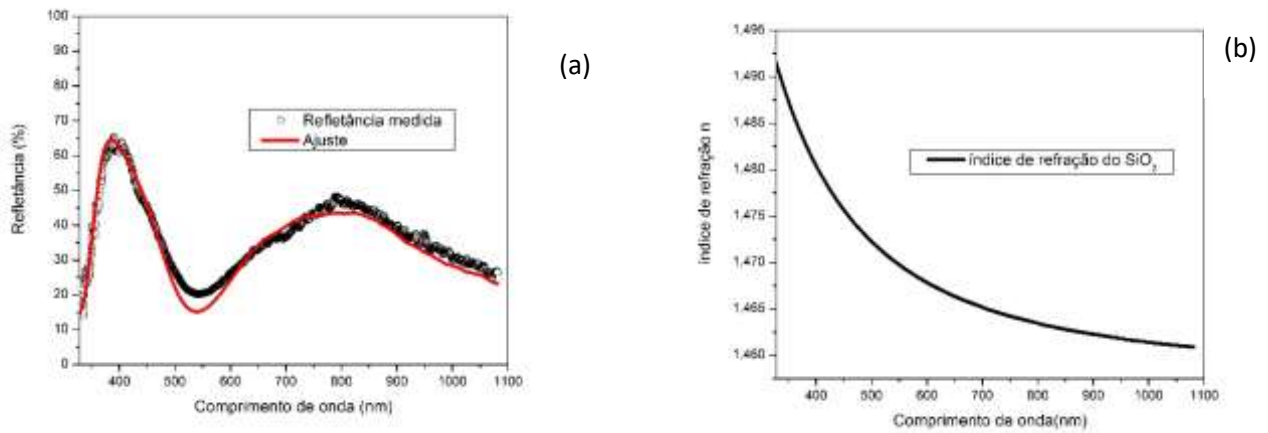 100
90
80
70
60
50
40
30
20
10
0
400 500 600 700 800 900 1000 1100
Refletância (%)
Comprimento de onda (nm)
Refletância medida
Ajuste
(a)
1,495
1,490
1,485
1,480
1,475
1,470
1,465
1,460
400 500 600 700 800 900 1000 1100
índice de refração n
Comprimento de onda(nm)
índice de refração do SiO₂
(b)